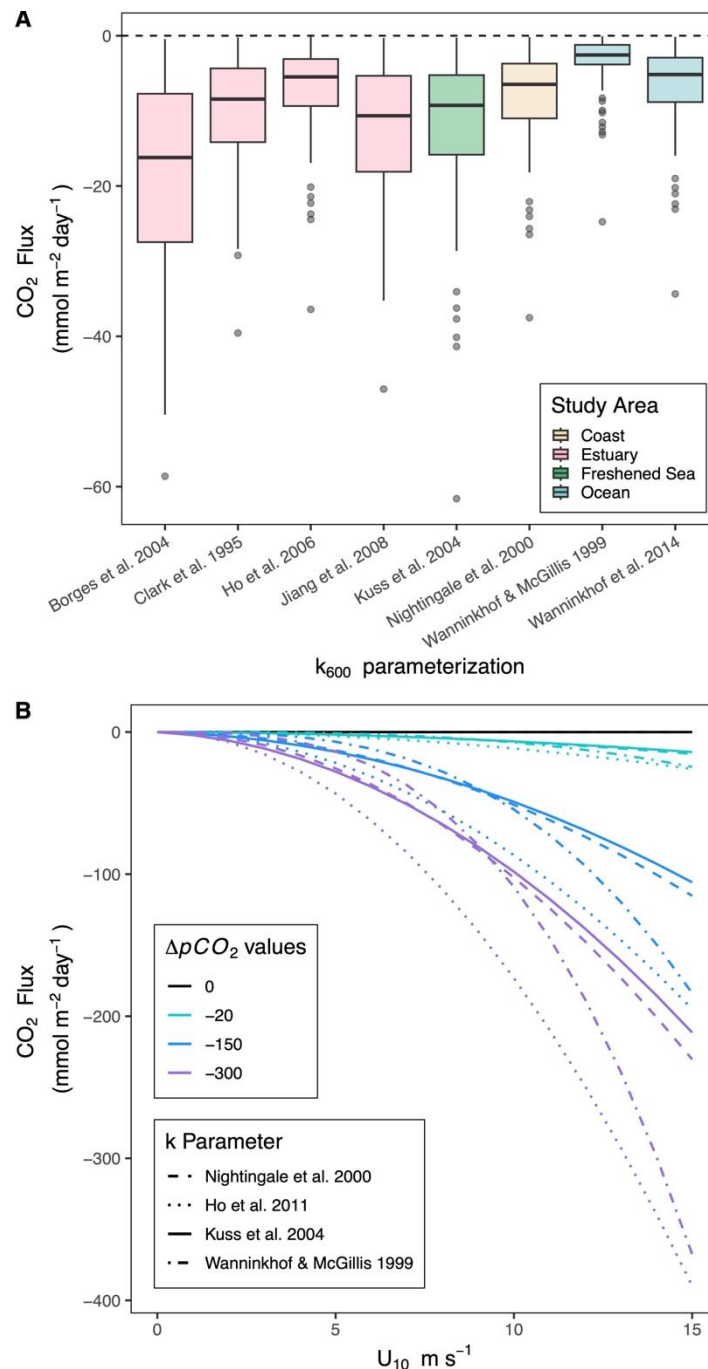 A
0
−20
−40
−60
CO₂ Flux
(mmol m⁻² day⁻¹)
Study Area
Coast
Estuary
Freshened Sea
Ocean
Borges et al. 2004
Clark et al. 1995
Ho et al. 2006
Jiang et al. 2008
Kuss et al. 2004
Nightingale et al. 2000
Wanninkhof & McGillis 1999
Wanninkhof et al. 2014
k₆₀₀ parameterization
B
0
−100
−200
−300
−400
CO₂ Flux
(mmol m⁻² day⁻¹)
ΔpCO₂ values
0
−20
−150
−300
k Parameter
Nightingale et al. 2000
Ho et al. 2011
Kuss et al. 2004
Wanninkhof & McGillis 1999
0
5
10
15
U₁₀ m s⁻¹